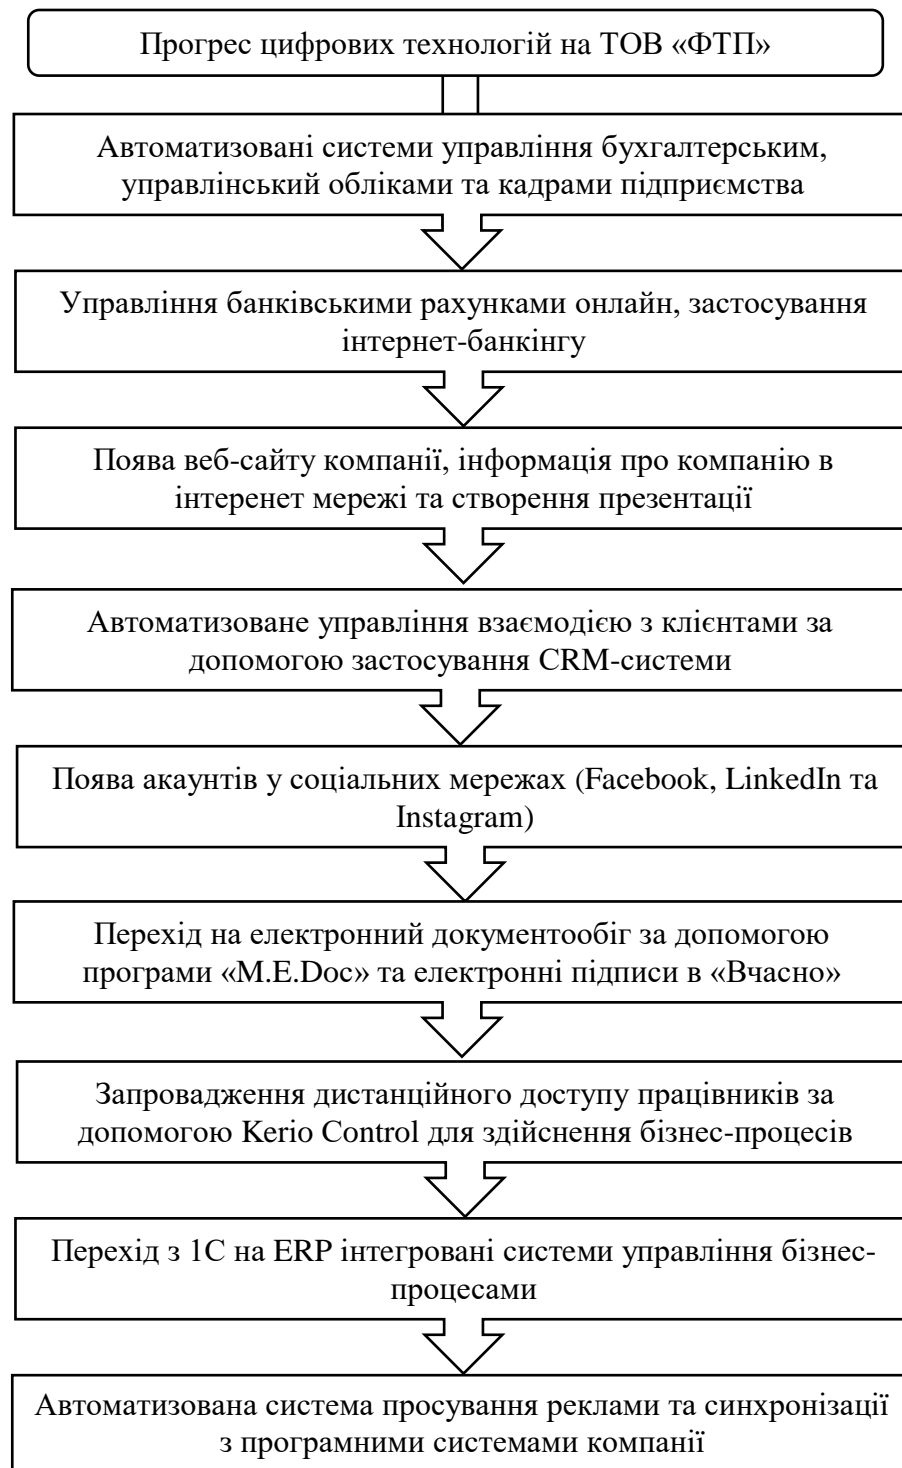 Прогрес цифрових технологій на ТОВ «ФТП»
Автоматизовані системи управління бухгалтерським,
управлінський обліками та кадрами підприємства
Управління банківськими рахунками онлайн, застосування
інтернет-банкінгу
Поява веб-сайту компанії, інформація про компанію в
інтеренет мережі та створення презентації
Автоматизоване управління взаємодією з клієнтами за
допомогою застосування CRM-системи
Поява акаунтів у соціальних мережах (Facebook, LinkedIn та
Instagram)
Перехід на електронний документообіг за допомогою
програми «M.E.Doc» та електронні підписи в «Вчасно»
Запровадження дистанційного доступу працівників за
допомогою Kerio Control для здійснення бізнес-процесів
Перехід з 1С на ERP інтегровані системи управління бізнес-
процесами
Автоматизована система просування реклами та синхронізації
з програмними системами компанії